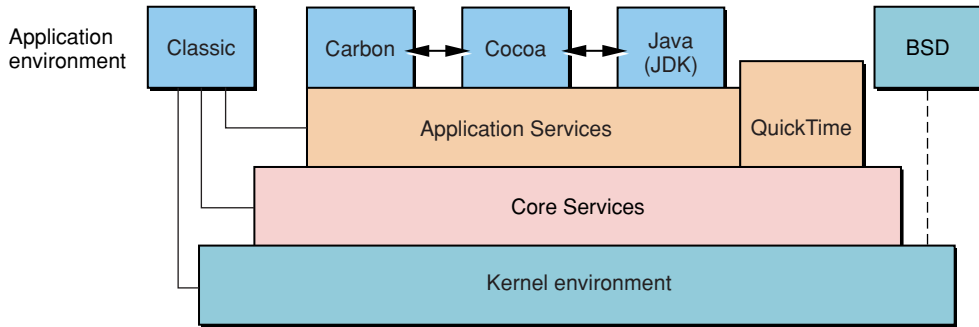 Application
environment
Classic
Carbon
Cocoa
Java
(JDK)
BSD
Application Services
QuickTime
Core Services
Kernel environment